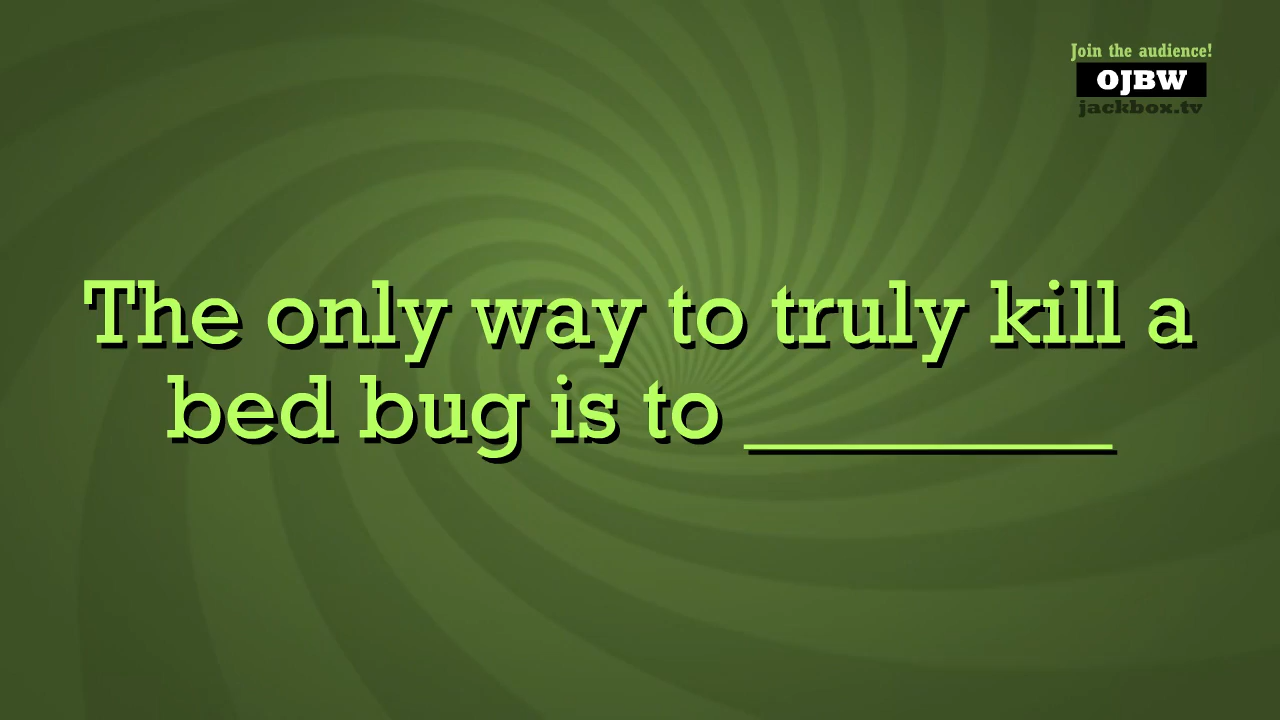 Join the audience!
OJBW
jackbox.tv
The only way to truly kill a
bed bug is to ________